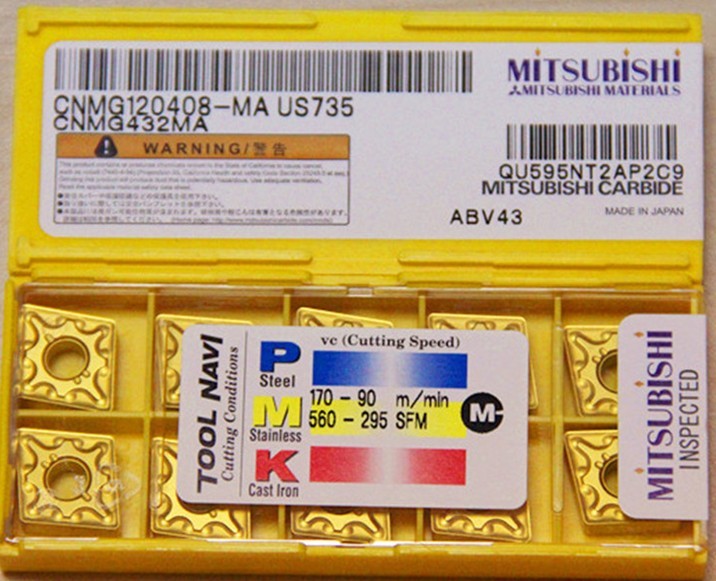 MITSUBISHI
MITSUBISHI MATERIALS
CNMG120408-MA US735
CNMG432MA
WARNING/警告
QU595NT2AP2C9
MITSUBISHI CARBIDE
ABV43
MADE IN JAPAN
TOOL NAVI
Cutting Conditions
vc (Cutting Speed)
P
Steel
M
Stainless
K
Cast Iron
170 - 90 m/min
560 - 295 SFM
M
MITSUBISHI
INSPECTED